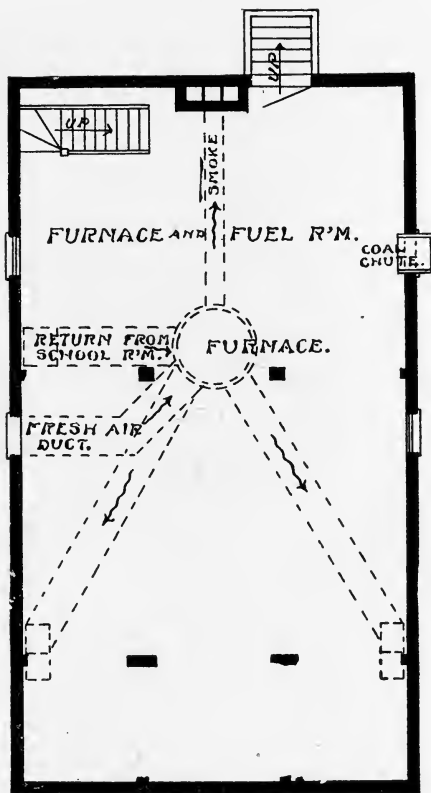 UP
UP
SMOKE
FURNACE AND FUEL R'M.
COAL
CHUTE.
RETURN FROM
SCHOOL R'M.
FURNACE.
FRESH AIR
DUCT.